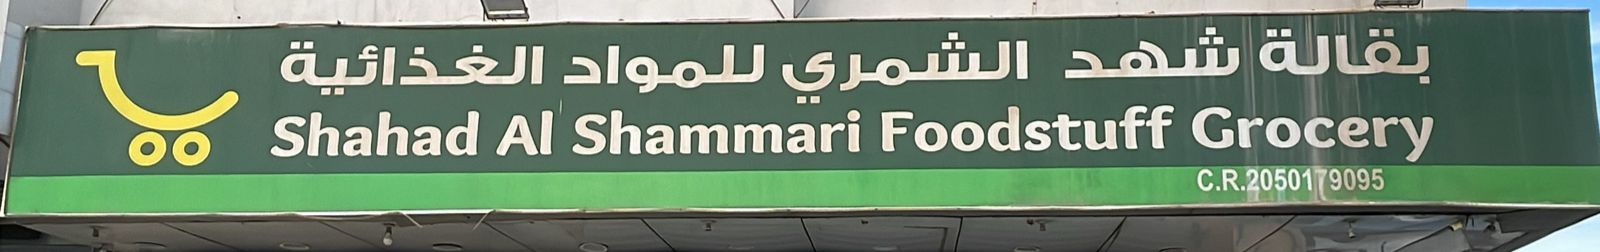 بقالة شهد الشمري للمواد الغذائية
Shahad Al Shammari Foodstuff Grocery
C.R.2050179095